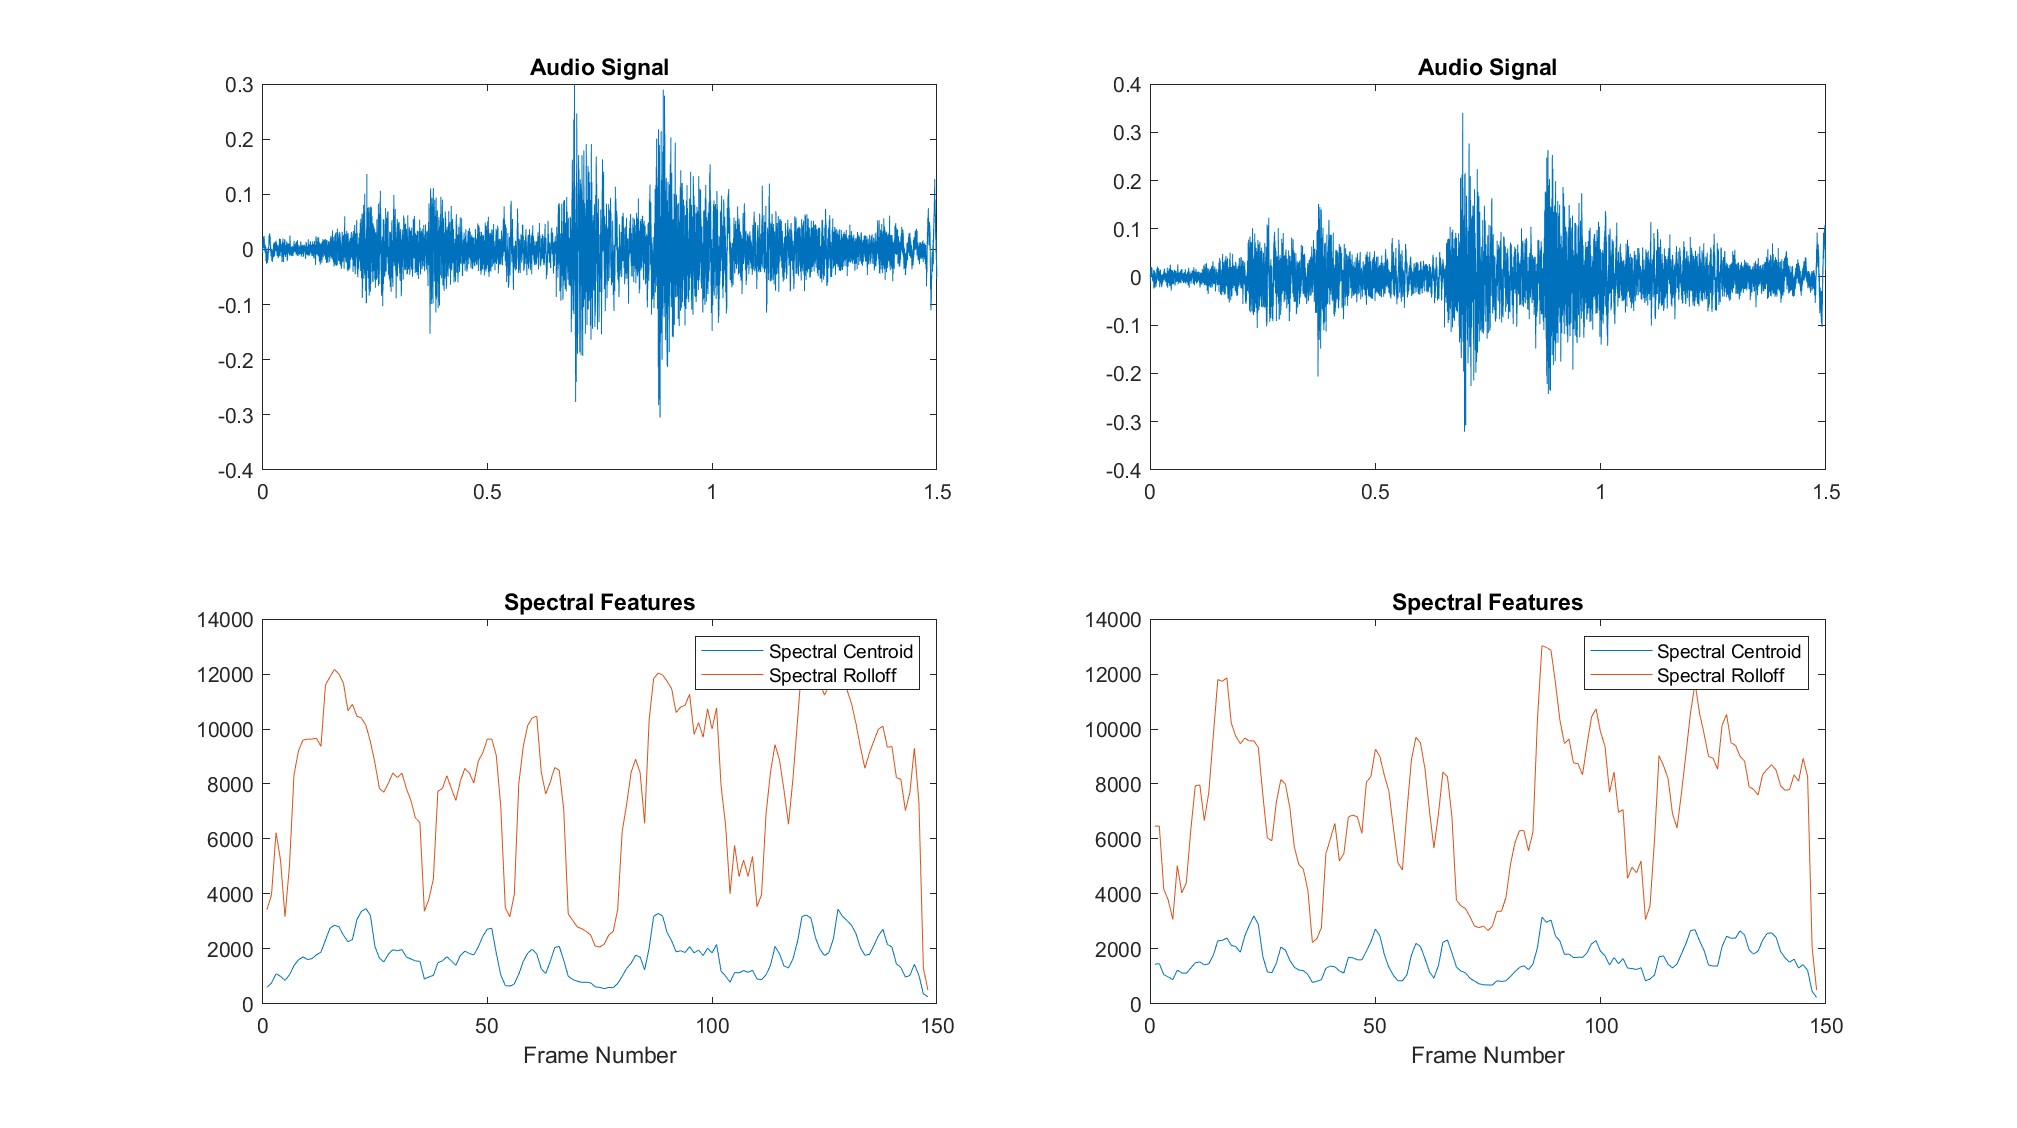 Audio Signal
0.3
0.2
0.1
0
-0.1
-0.2
-0.3
-0.4
0 0.5 1 1.5
Audio Signal
0.4
0.3
0.2
0.1
0
-0.1
-0.2
-0.3
-0.4
0 0.5 1 1.5
Spectral Features
14000
12000
10000
8000
6000
4000
2000
0
Spectral Centroid
Spectral Rolloff
0 50 100 150
Frame Number
Spectral Features
14000
12000
10000
8000
6000
4000
2000
0
Spectral Centroid
Spectral Rolloff
0 50 100 150
Frame Number